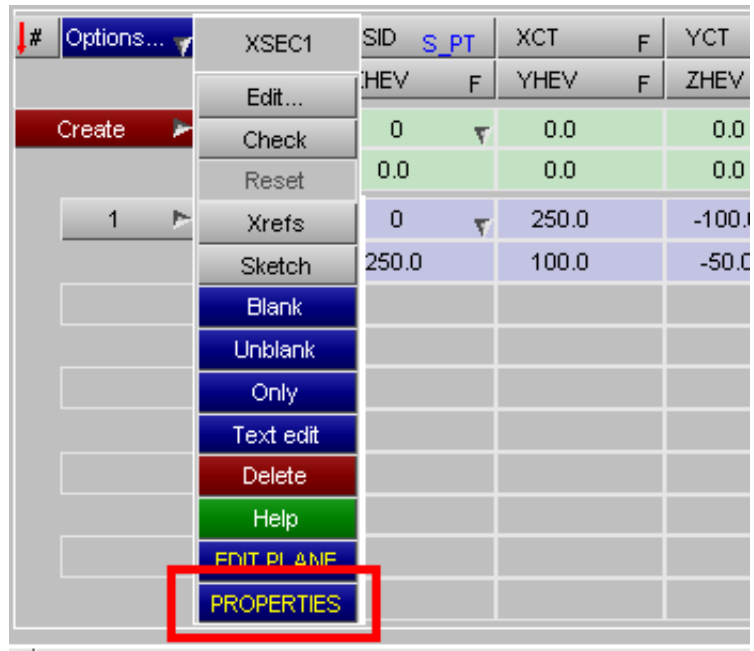 # Options... XSEC1 SID S_PT XCT F YCT
HEV F YHEV F ZHEV
Edit...
Create Check 0 0.0 0.0
Reset 0.0 0.0 0.0
1 Xrefs 0 250.0 -100.
Sketch 250.0 100.0 -50.0
Blank
Unblank
Only
Text edit
Delete
Help
EDIT PLANE
PROPERTIES